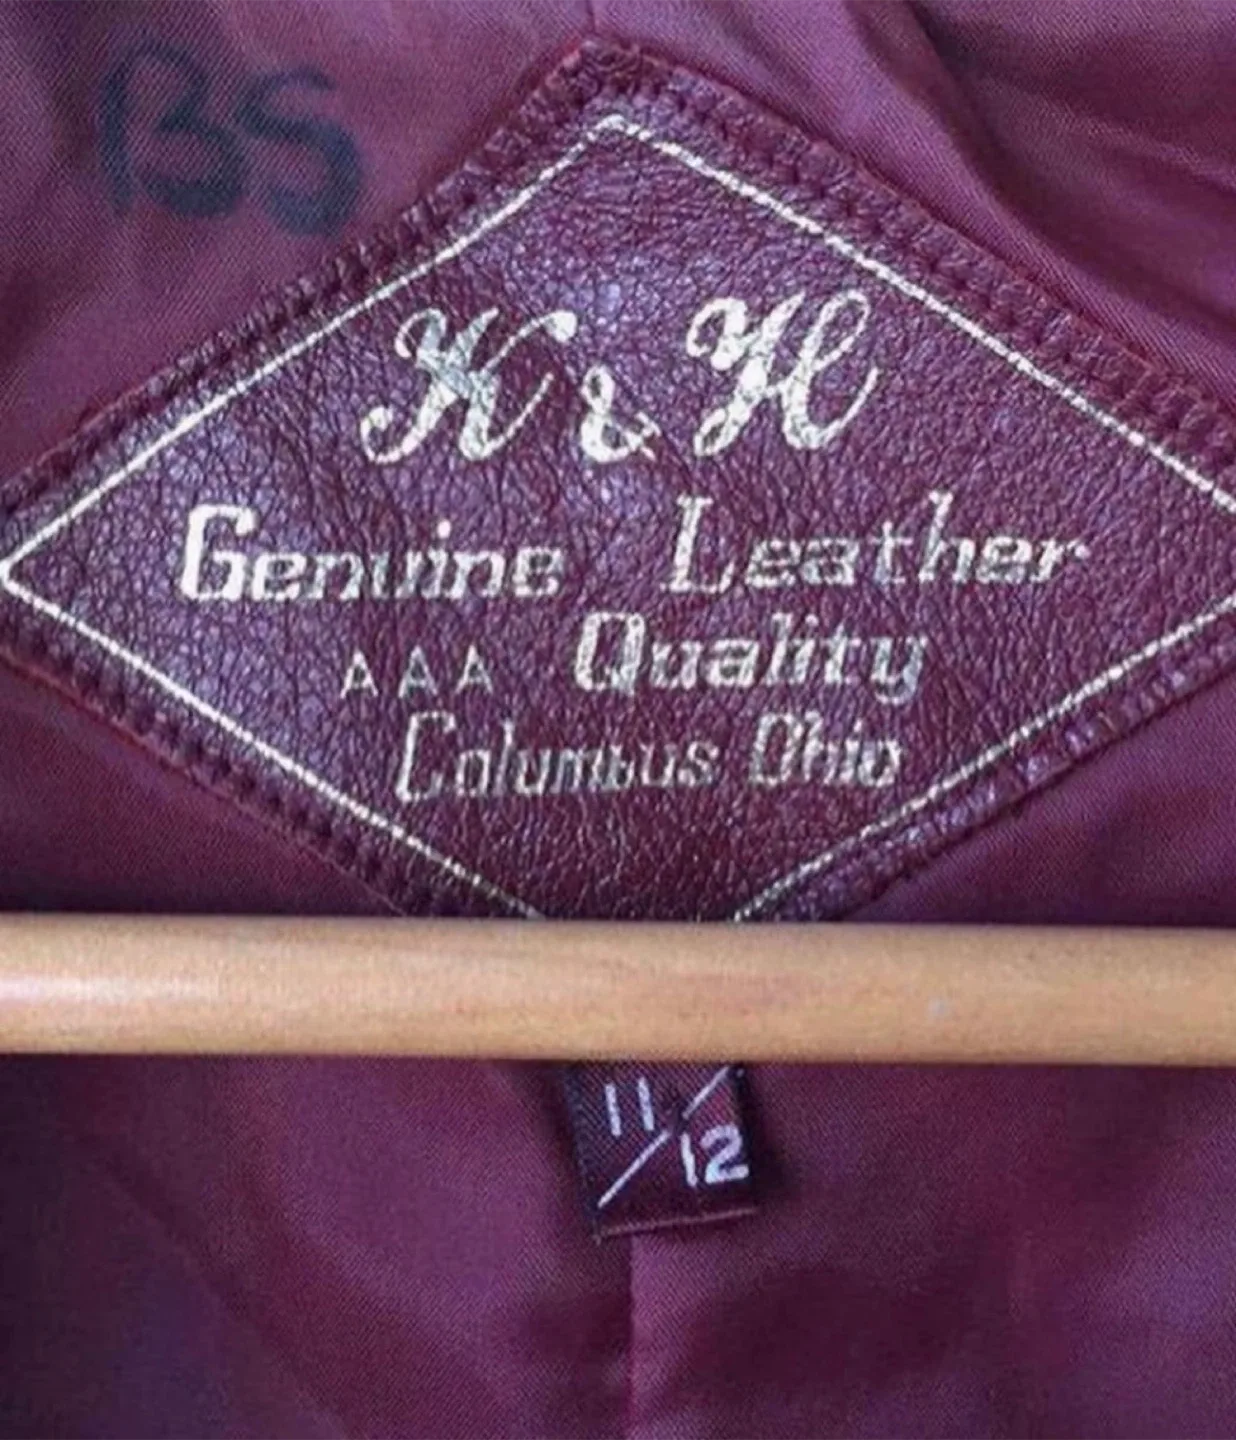 BS
K & H
Genuine Leather
AAA Quality
Columbus Ohio
11/12